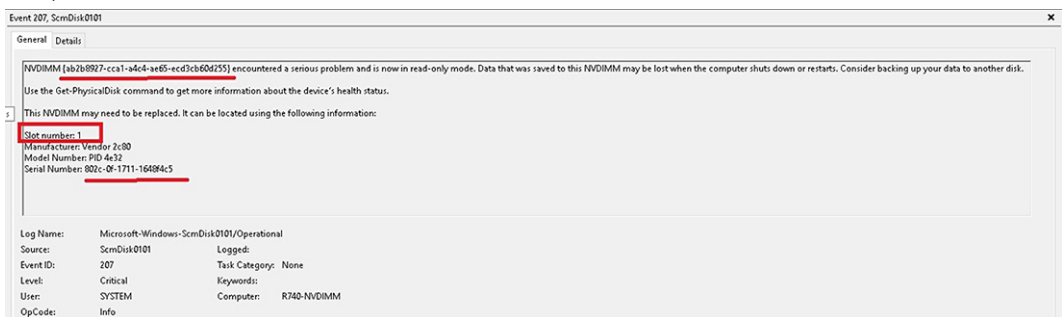 Event 207, ScmDisk0101
General Details
NVDIMM {ab2b8927-cca1-a4c4-ae65-ecd3cb60d255} encountered a serious problem and is now in read-only mode. Data that was saved to this NVDIMM may be lost when the computer shuts down or restarts. Consider backing up your data to another disk.
Use the Get-PhysicalDisk command to get more information about the device's health status.
This NVDIMM may need to be replaced. It can be located using the following information:
Slot number: 1
Manufacturer: Vendor 2c80
Model Number: PID 4e32
Serial Number: 802c-0f-1711-1648f4c5
Log Name: Microsoft-Windows-ScmDisk0101/Operational
Source: ScmDisk0101 Logged:
Event ID: 207 Task Category: None
Level: Critical Keywords:
User: SYSTEM Computer: R740-NVDIMM
OpCode: Info